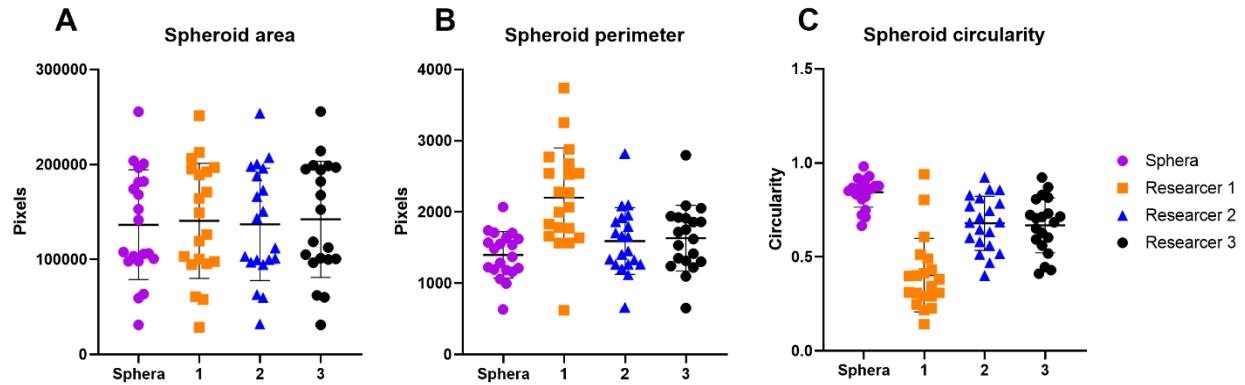 A
Spheroid area
Pixels
300000
200000
100000
0
Sphera
1
2
3
B
Spheroid perimeter
Pixels
4000
3000
2000
1000
0
Sphera
1
2
3
C
Spheroid circularity
Circularity
1.5
1.0
0.5
0.0
Sphera
1
2
3
Sphera
Researcer 1
Researcer 2
Researcer 3